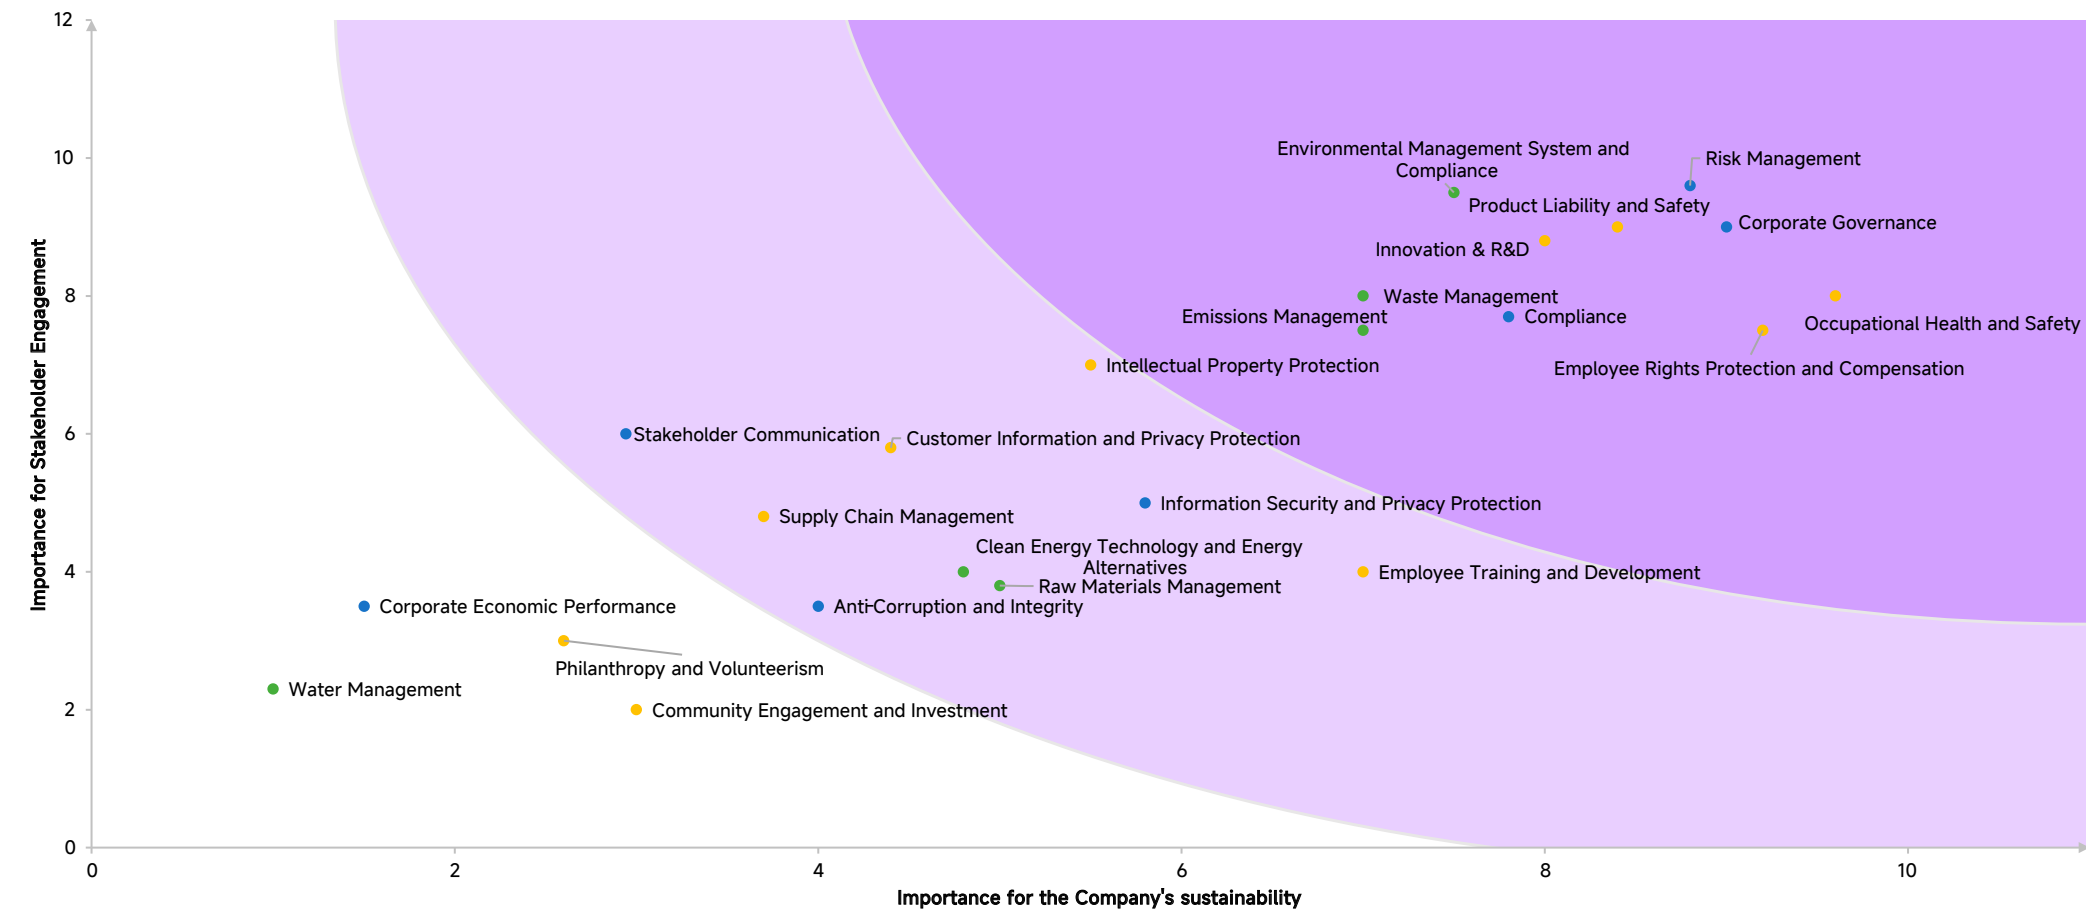 12
10
8
6
4
2
0
Importance for Stakeholder Engagement
Environmental Management System and
Compliance
Risk Management
Product Liability and Safety
Corporate Governance
Innovation & R&D
Waste Management
Emissions Management
Compliance
Occupational Health and Safety
Intellectual Property Protection
Employee Rights Protection and Compensation
Stakeholder Communication
Customer Information and Privacy Protection
Information Security and Privacy Protection
Supply Chain Management
Clean Energy Technology and Energy
Alternatives
Employee Training and Development
Raw Materials Management
Corporate Economic Performance
Anti-Corruption and Integrity
Philanthropy and Volunteerism
Water Management
Community Engagement and Investment
0
2
4
6
8
10
Importance for the Company's sustainability